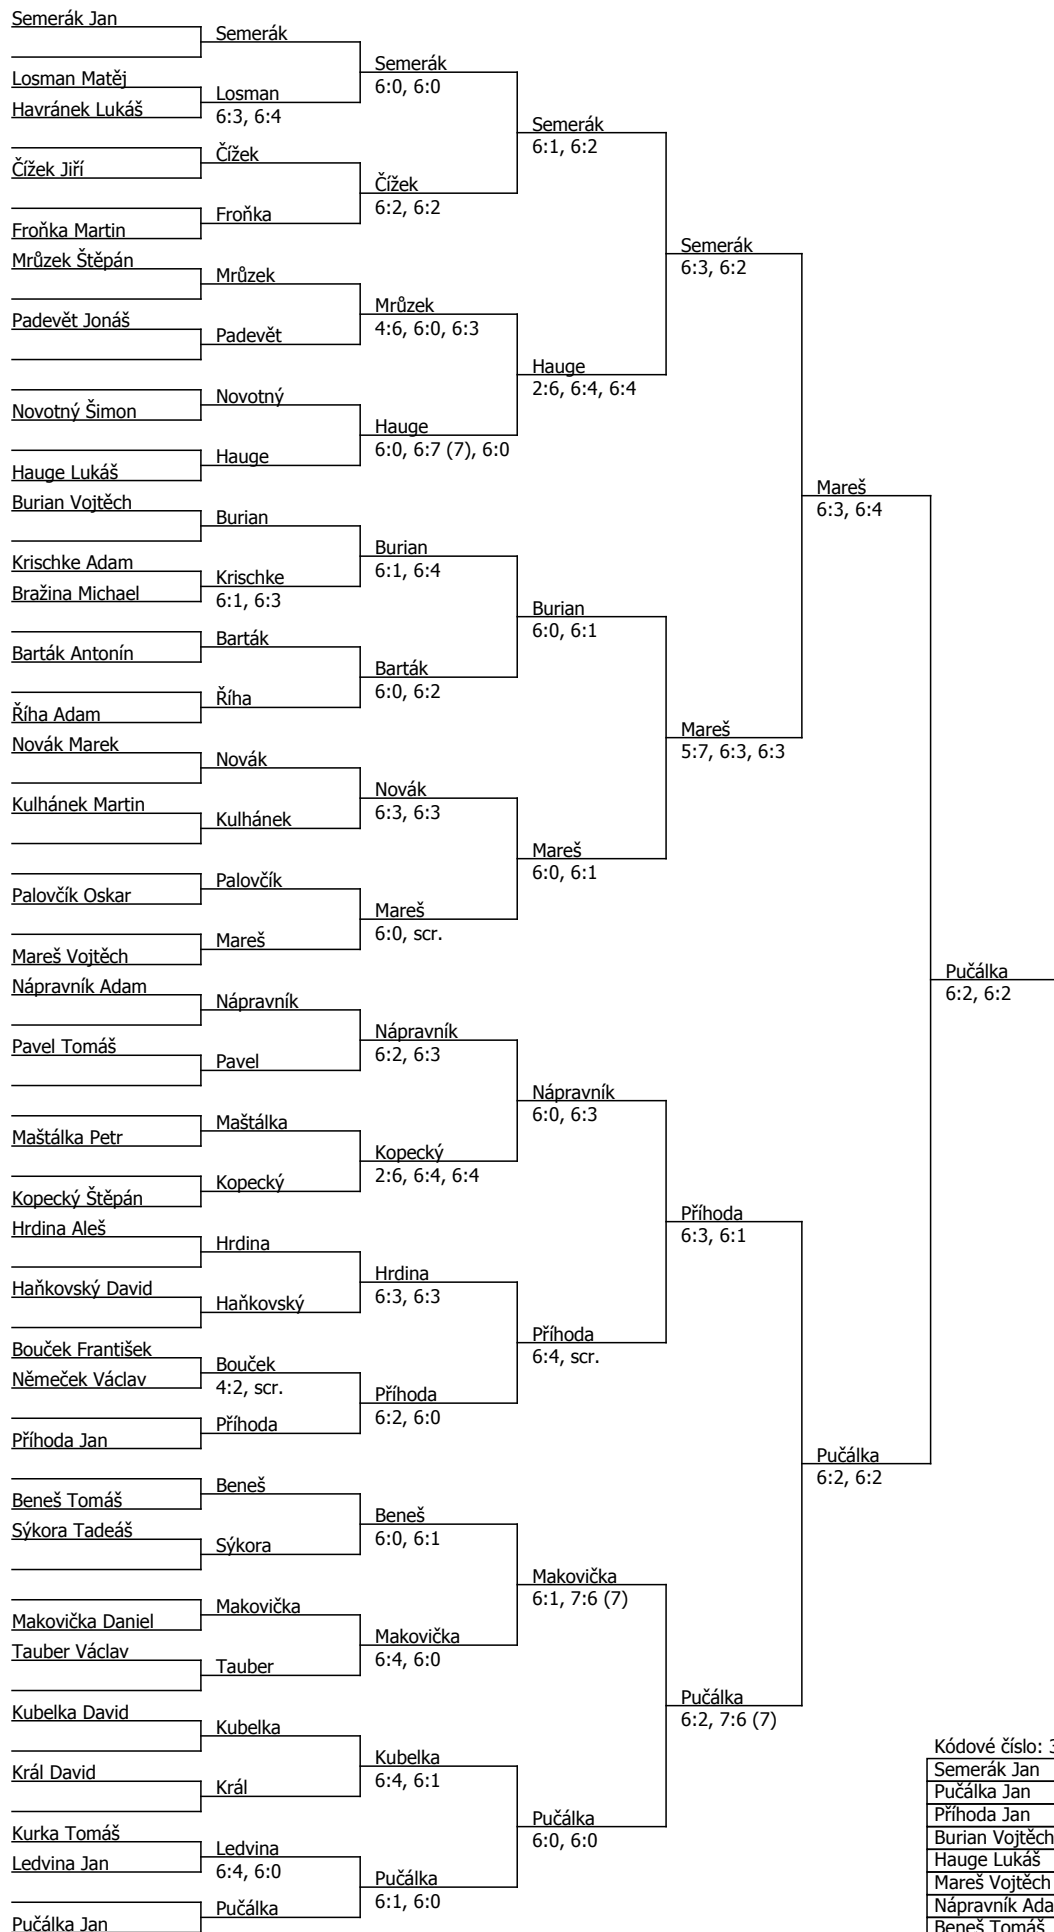 Semerák Jan
Losman Matěj
Havránek Lukáš
Čížek Jiří
Froňka Martin
Mrůzek Štěpán
Padevět Jonáš
Novotný Šimon
Hauge Lukáš
Burian Vojtěch
Krischke Adam
Bražina Michael
Barták Antonín
Říha Adam
Novák Marek
Kulhánek Martin
Palovčík Oskar
Mareš Vojtěch
Nápravník Adam
Pavel Tomáš
Maštálka Petr
Kopecký Štěpán
Hrdina Aleš
Haňkovský David
Bouček František
Němeček Václav
Příhoda Jan
Beneš Tomáš
Sýkora Tadeáš
Makovička Daniel
Tauber Václav
Kubelka David
Král David
Kurka Tomáš
Ledvina Jan
Pučálka Jan
Semerák
Losman
6:3, 6:4
Čížek
Froňka
Mrůzek
Padevět
Novotný
Hauge
Burian
Krischke
6:1, 6:3
Barták
Říha
Novák
Kulhánek
Palovčík
Mareš
Nápravník
Pavel
Maštálka
Kopecký
Hrdina
Haňkovský
Bouček
4:2, scr.
Příhoda
Beneš
Sýkora
Makovička
Tauber
Kubelka
Král
Ledvina
6:4, 6:0
Pučálka
Semerák
6:0, 6:0
Čížek
6:2, 6:2
Mrůzek
4:6, 6:0, 6:3
Hauge
6:0, 6:7 (7), 6:0
Burian
6:1, 6:4
Barták
6:0, 6:2
Novák
6:3, 6:3
Mareš
6:0, scr.
Nápravník
6:2, 6:3
Kopecký
2:6, 6:4, 6:4
Hrdina
6:3, 6:3
Příhoda
6:2, 6:0
Beneš
6:0, 6:1
Makovička
6:4, 6:0
Kubelka
6:4, 6:1
Pučálka
6:1, 6:0
Semerák
6:1, 6:2
Hauge
2:6, 6:4, 6:4
Burian
6:0, 6:1
Mareš
6:0, 6:1
Nápravník
6:0, 6:3
Příhoda
6:4, scr.
Makovička
6:1, 7:6 (7)
Pučálka
6:0, 6:0
Semerák
6:3, 6:2
Mareš
5:7, 6:3, 6:3
Příhoda
6:3, 6:1
Pučálka
6:2, 7:6 (7)
Mareš
6:3, 6:4
Pučálka
6:2, 6:2
Pučálka
6:2, 6:2
Kódové číslo: 3
Semerák Jan
Pučálka Jan
Příhoda Jan
Burian Vojtěch
Hauge Lukáš
Mareš Vojtěch
Nápravník Ada
Beneš Tomáš